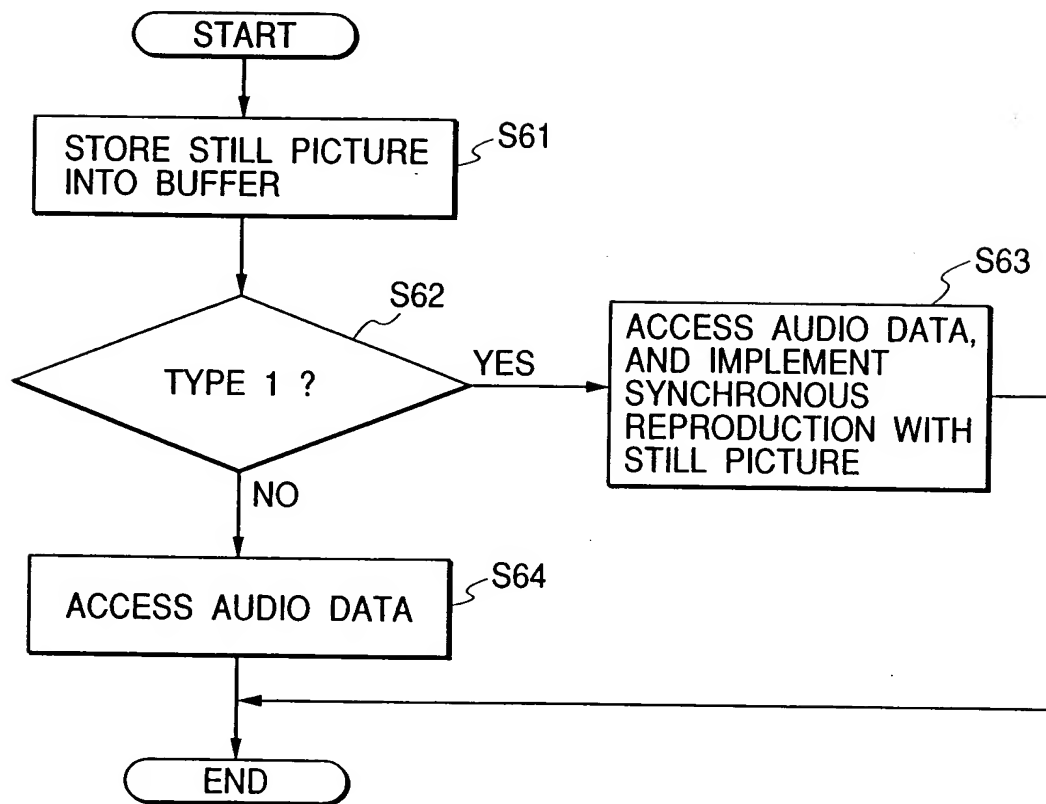 START
STORE STILL PICTURE
INTO BUFFER
S61
S62
TYPE 1 ?
YES
S63
ACCESS AUDIO DATA,
AND IMPLEMENT
SYNCHRONOUS
REPRODUCTION WITH
STILL PICTURE
NO
S64
ACCESS AUDIO DATA
END